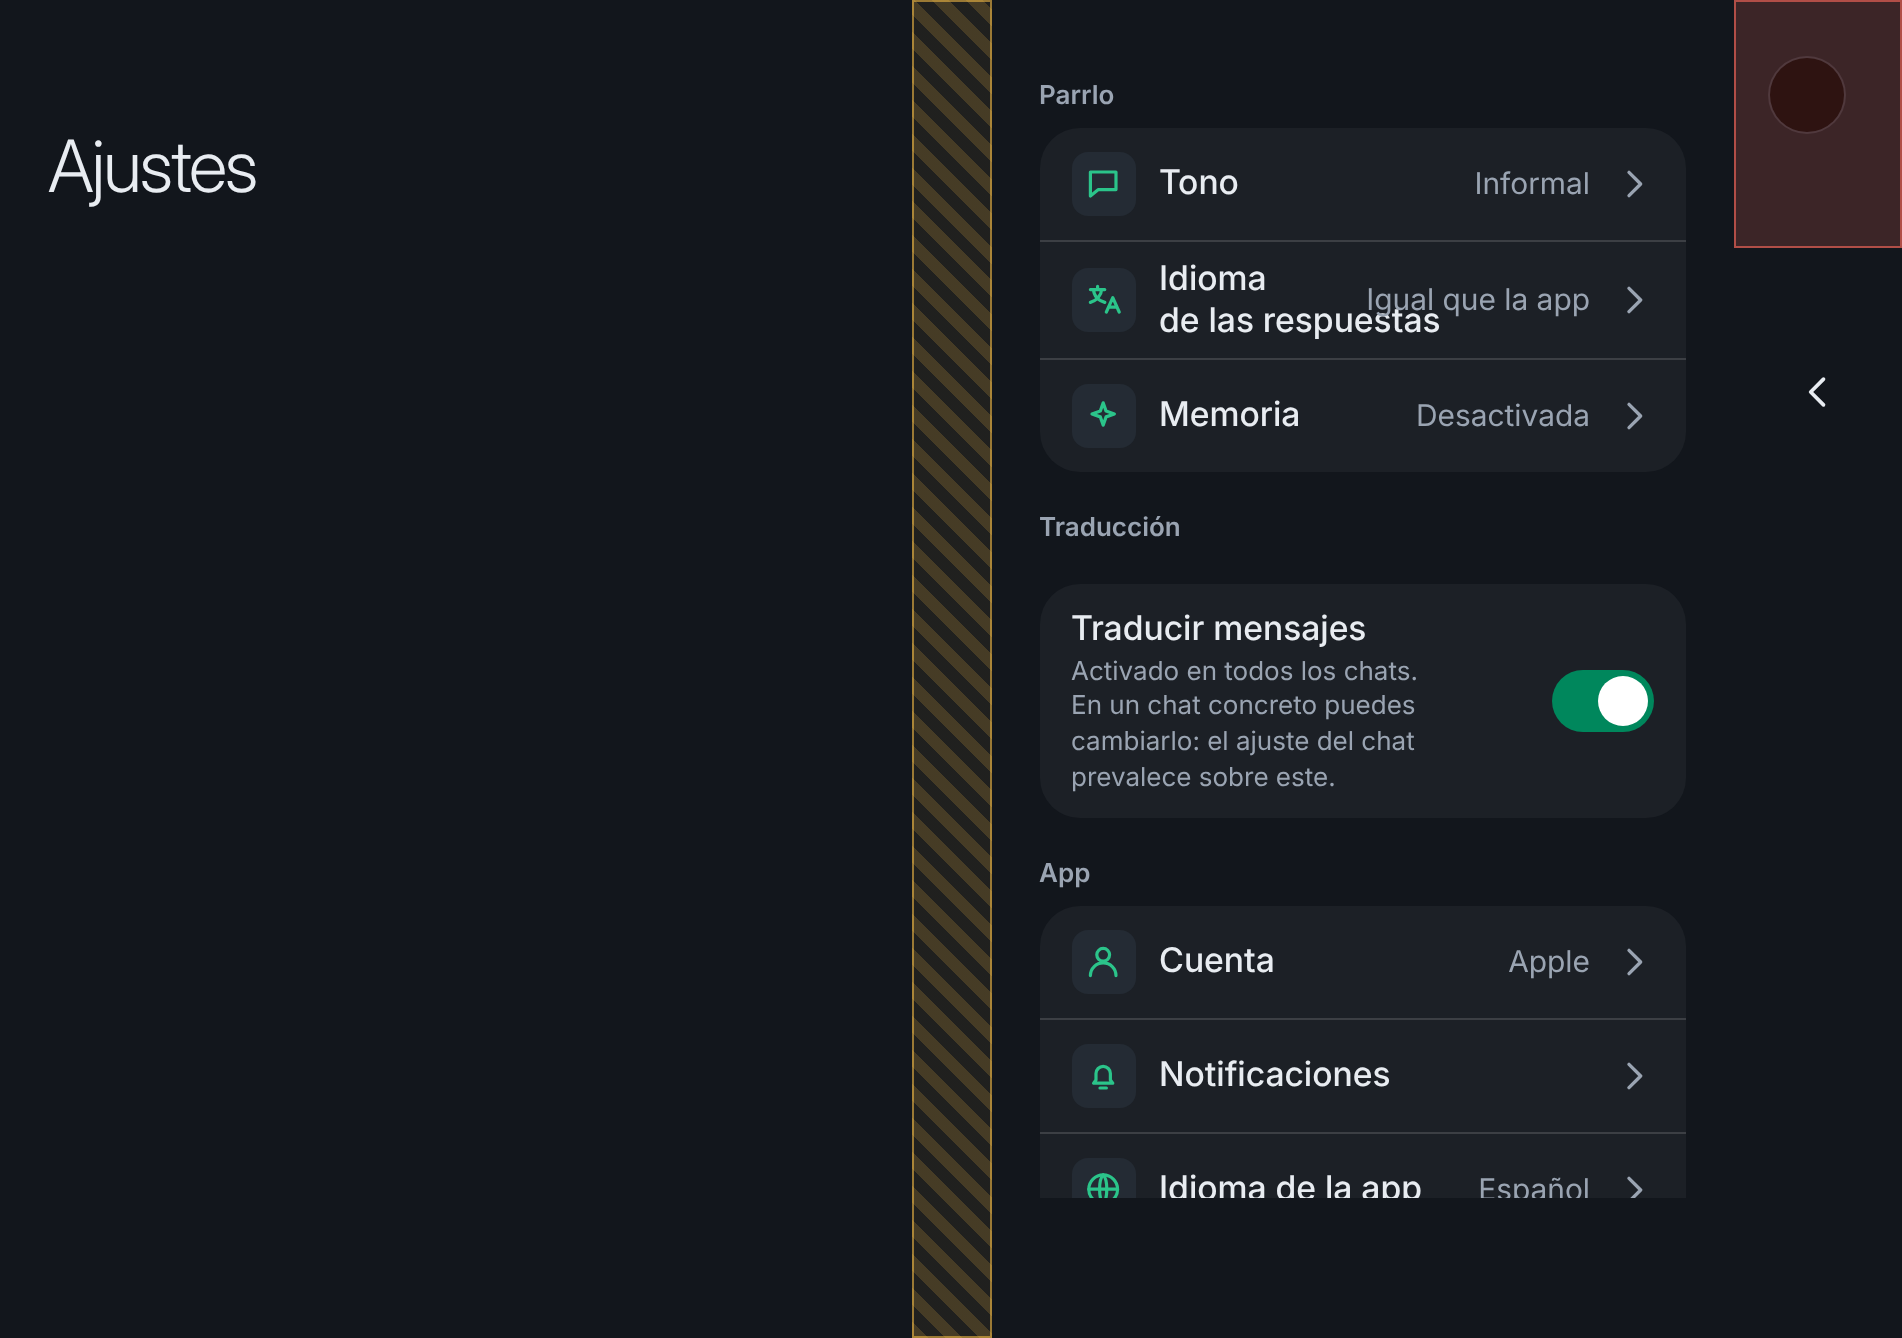 Ajustes
Parrlo
Tono
Informal
Idioma
de las respuestas
Igual que la app
Memoria
Desactivada
Traducción
Traducir mensajes
Activado en todos los chats.
En un chat concreto puedes
cambiarlo: el ajuste del chat
prevalece sobre este.
App
Cuenta
Apple
Notificaciones
Idioma de la app
Español